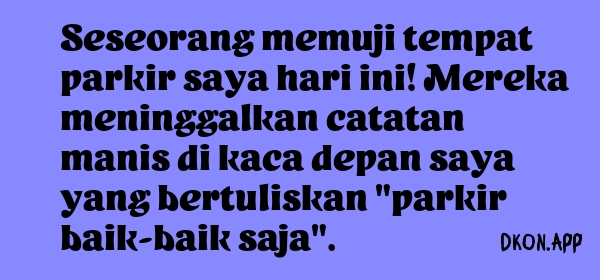 Seseorang memuji tempat
parkir saya hari ini! Mereka
meninggalkan catatan
manis di kaca depan saya
yang bertuliskan "parkir
baik-baik saja".
DKON.APP